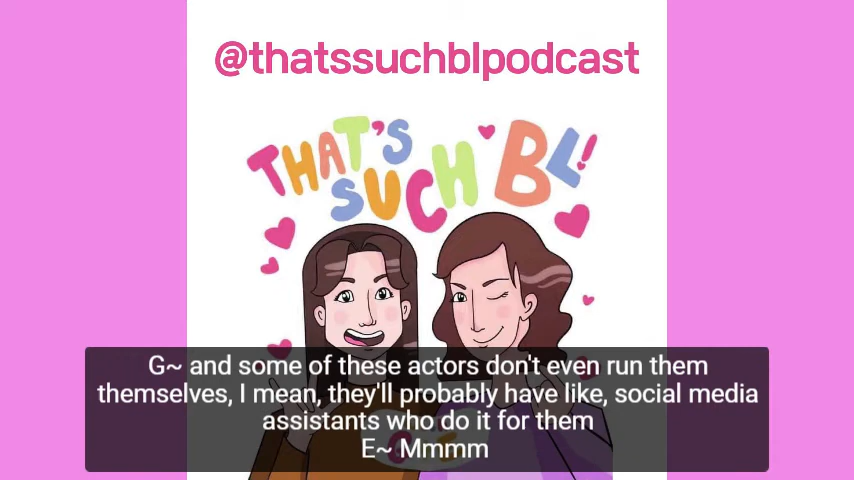 @thatssuchblpodcast
THAT'S
SUCH BL!
G~ and some of these actors don't even run them
themselves, I mean, they'll probably have like, social media
assistants who do it for them
E~ Mmmm